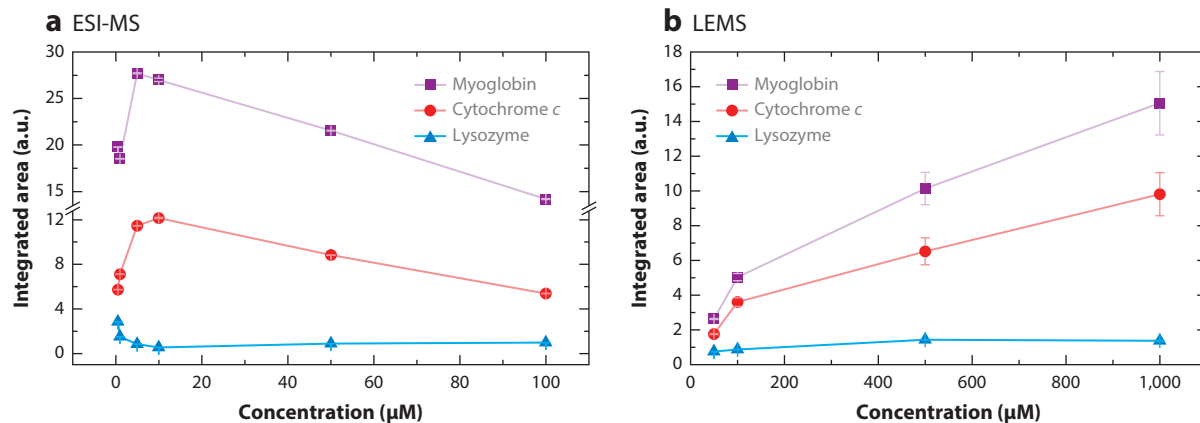 a ESI-MS
Integrated area (a.u.)
30
25
20
15
12
8
4
0
Myoglobin
Cytochrome c
Lysozyme
0 20 40 60 80 100
Concentration (µM)
b LEMS
Integrated area (a.u.)
18
16
14
12
10
8
6
4
2
0
Myoglobin
Cytochrome c
Lysozyme
0 200 400 600 800 1,000
Concentration (µM)